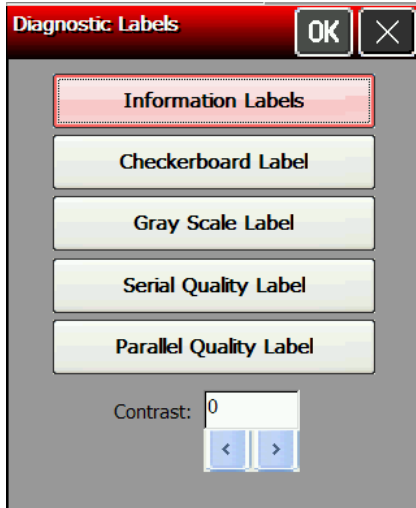 Diagnostic Labels OK
Information Labels
Checkerboard Label
Gray Scale Label
Serial Quality Label
Parallel Quality Label
Contrast: 0